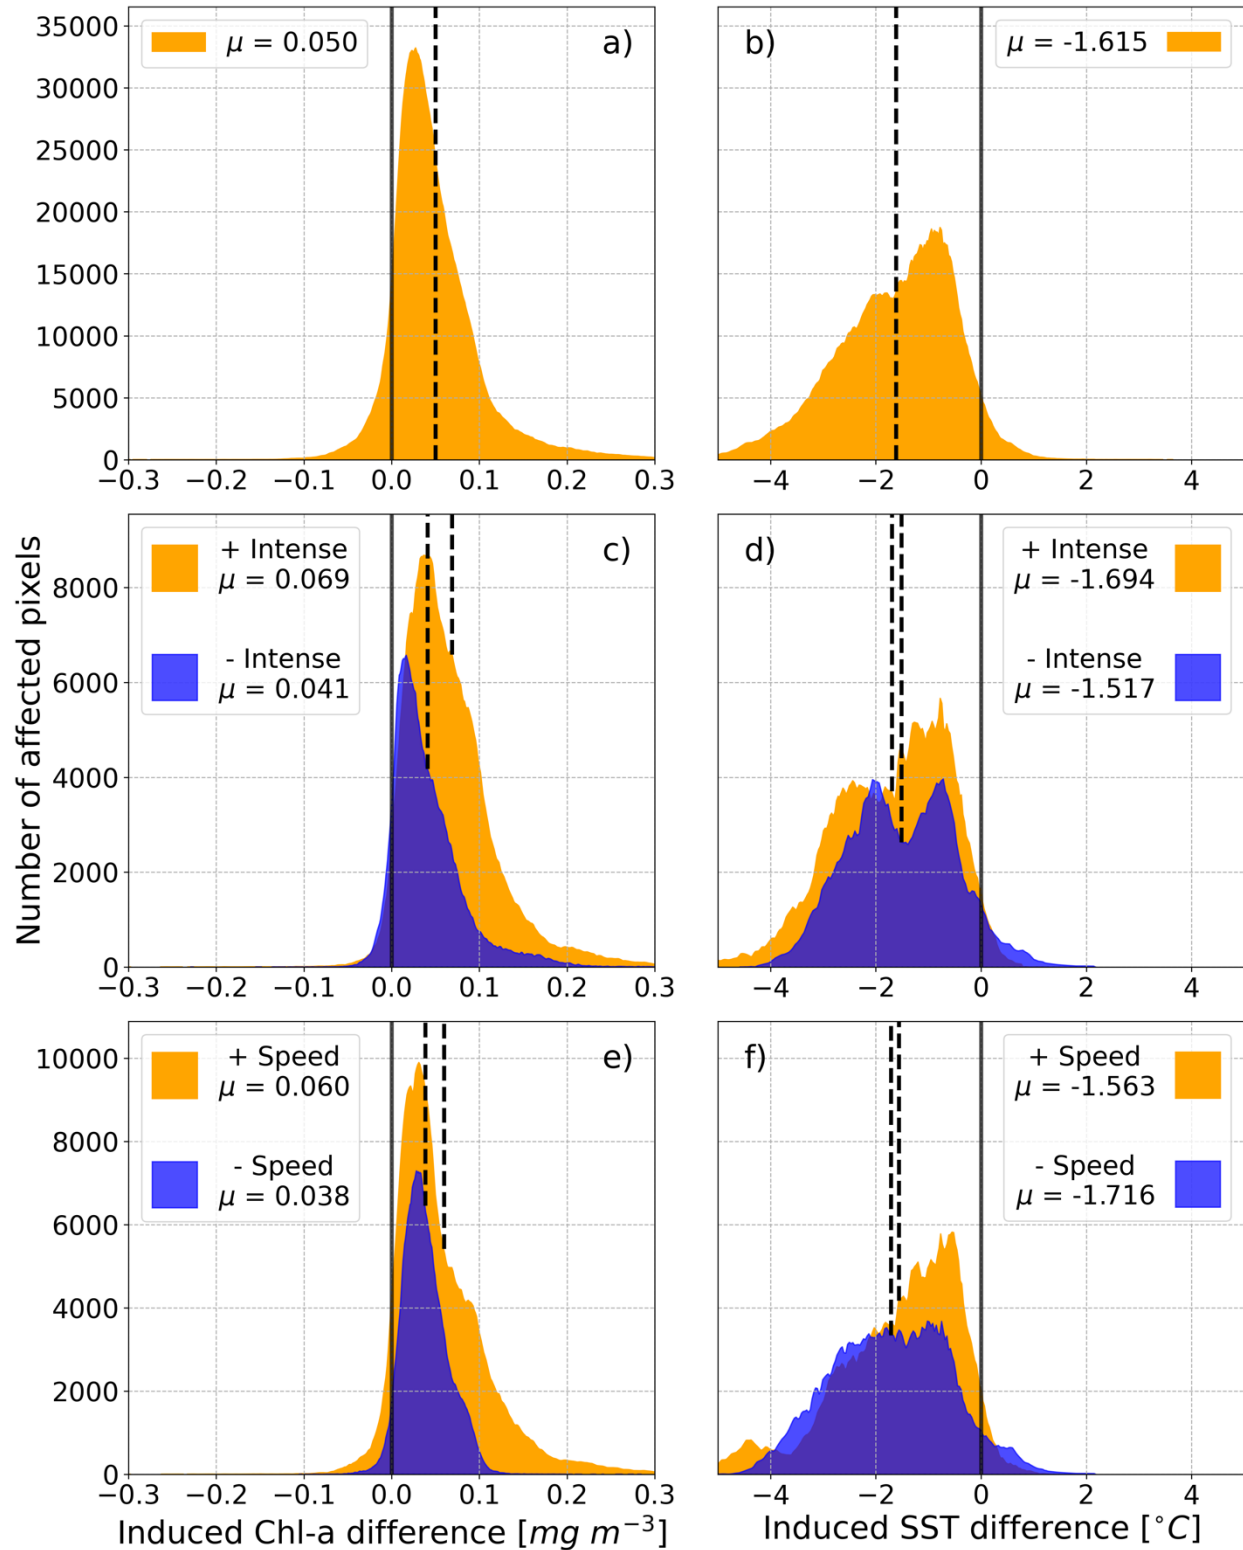 35000
30000
25000
20000
15000
10000
5000
0
μ = 0.050
a)
−0.3
−0.2
−0.1
0.0
0.1
0.2
0.3
b)
μ = -1.615
−4
−2
0
2
4
Number of affected pixels
8000
6000
4000
2000
0
+ Intense
μ = 0.069
- Intense
μ = 0.041
c)
−0.3
−0.2
−0.1
0.0
0.1
0.2
0.3
d)
+ Intense
μ = -1.694
- Intense
μ = -1.517
−4
−2
0
2
4
10000
8000
6000
4000
2000
0
+ Speed
μ = 0.060
- Speed
μ = 0.038
e)
−0.3
−0.2
−0.1
0.0
0.1
0.2
0.3
Induced Chl-a difference [mg m⁻³]
f)
+ Speed
μ = -1.563
- Speed
μ = -1.716
−4
−2
0
2
4
Induced SST difference [°C]